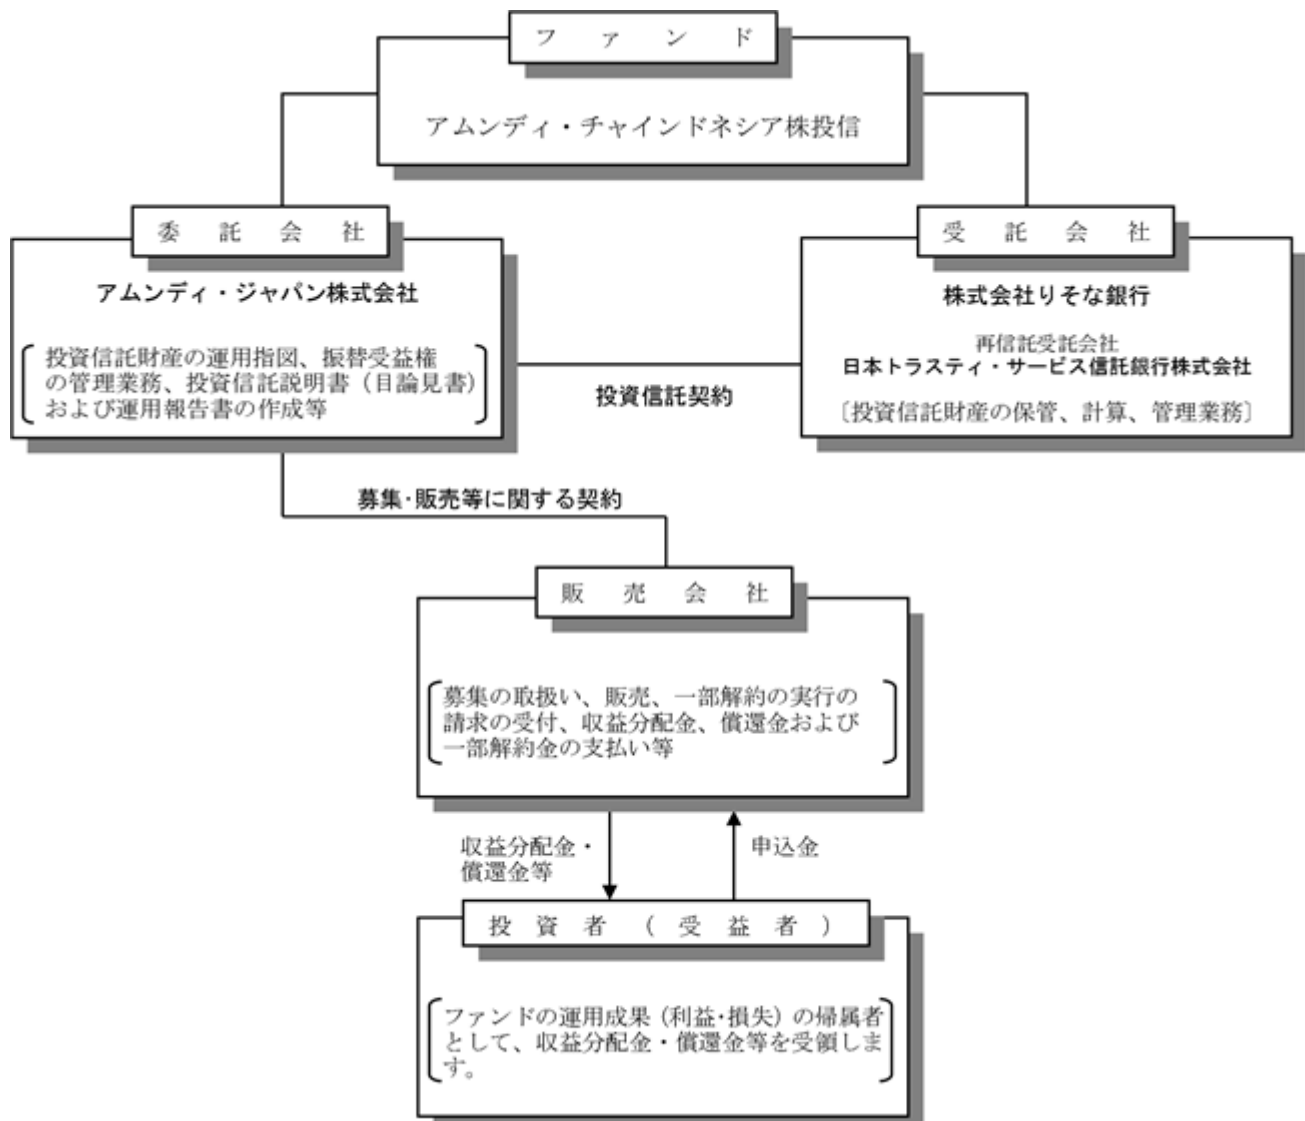 ファンド
アムンディ・チャインドネシア株投信
委託会社
アムンディ・ジャパン株式会社
投資信託財産の運用指図、振替受益権
の管理業務、投資信託説明書（目論見書）
および運用報告書の作成等
受託会社
株式会社りそな銀行
再信託受託会社
日本トラスティ・サービス信託銀行株式会社
〔投資信託財産の保管、計算、管理業務〕
投資信託契約
募集・販売等に関する契約
販売会社
募集の取扱い、販売、一部解約の実行の
請求の受付、収益分配金、償還金および
一部解約金の支払い等
収益分配金・
償還金等
申込金
投資者（受益者）
ファンドの運用成果（利益・損失）の帰属者
として、収益分配金・償還金等を受領しま
す。